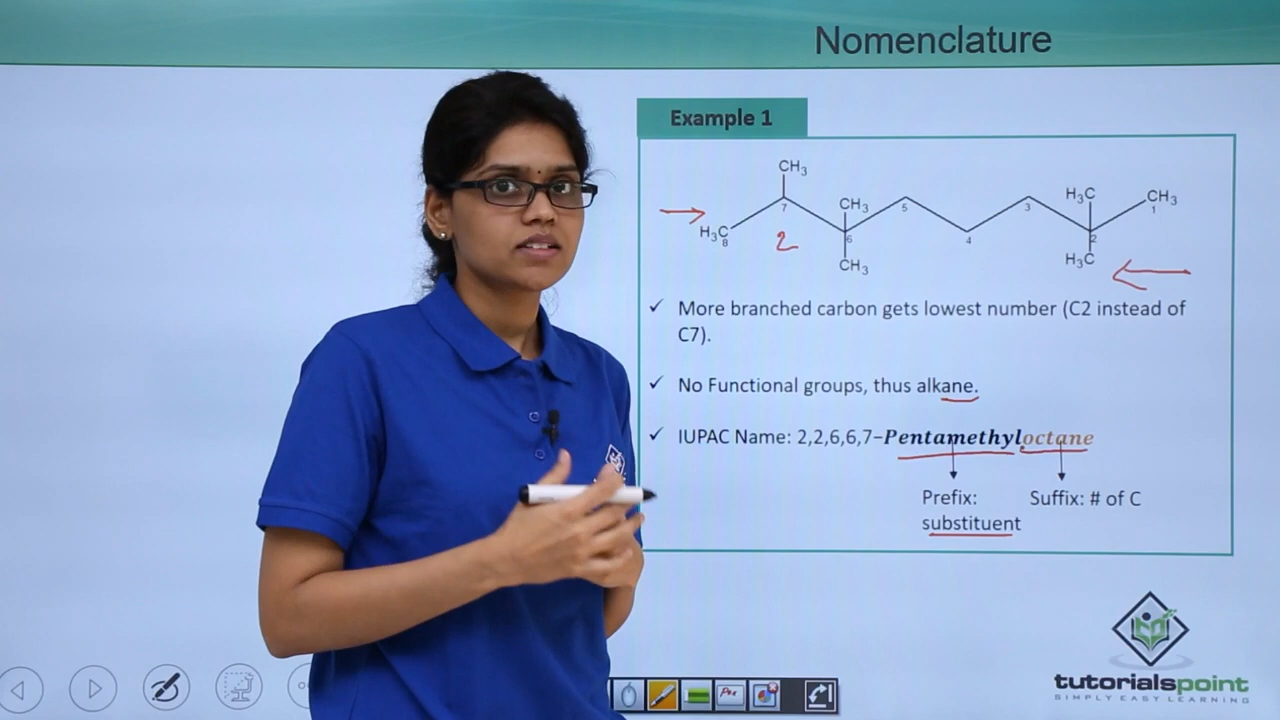 Nomenclature
Example 1
CH₃
H₃C
7
2
CH₃
6
CH₃
5
4
3
H₃C
2
H₃C
CH₃
1
8
✓ More branched carbon gets lowest number (C2 instead of
C7).
✓ No Functional groups, thus alkane.
✓ IUPAC Name: 2,2,6,6,7–Pentamethyloctane
Prefix:
substituent
Suffix: # of C
Pen
tutorialspoint
SIMPLY EASY LEARNING